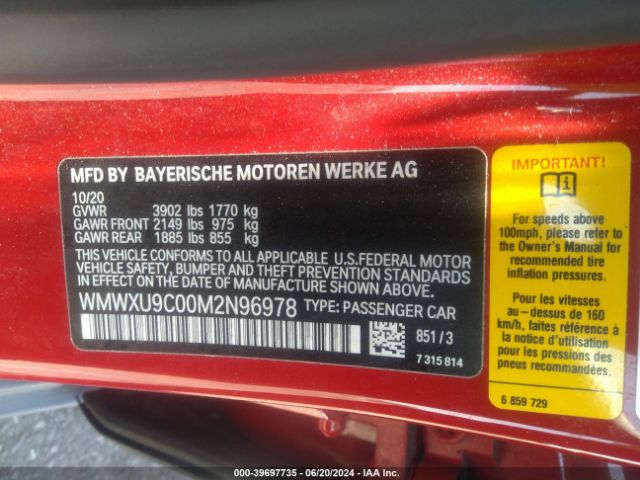 MFD BY BAYERISCHE MOTOREN WERKE AG
10/20
GVWR 3902 lbs 1770 kg
GAWR FRONT 2149 lbs 975 kg
GAWR REAR 1885 lbs 855 kg
THIS VEHICLE CONFORMS TO ALL APPLICABLE U.S.FEDERAL MOTOR
VEHICLE SAFETY, BUMPER AND THEFT PREVENTION STANDARDS
IN EFFECT ON THE DATE OF MANUFACTURE SHOWN ABOVE.
WMWXU9C00M2N96978 TYPE: PASSENGER CAR
851/3
7 315 814
IMPORTANT!
For speeds above
100mph, please refer to
the Owner's Manual for
recommended tire
inflation pressures.
Pour des vitesses
au-dessus de 160
km/h, faites référence à
la notice d'utilisation
pour les pressions des
pneus recommandées.
6 859 729
000-39697735 - 06/20/2024 - IAA Inc.